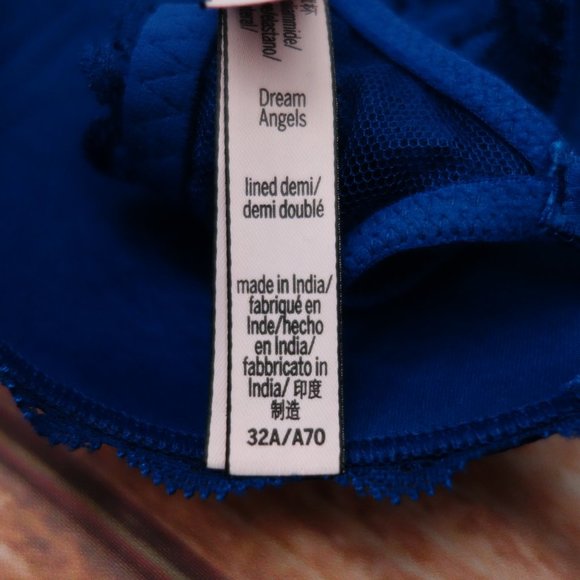 Dream
Angels
lined demi/
demi doublé
made in India/
fabriqué en
Inde/hecho
en India/
fabbricato in
India/ 印度
制造
32A/A70